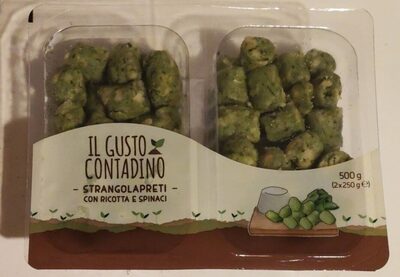 IL GUSTO
CONTADINO
- STRANGOLAPRETI -
CON RICOTTA E SPINACI
500 g
(2x250 g ℮)